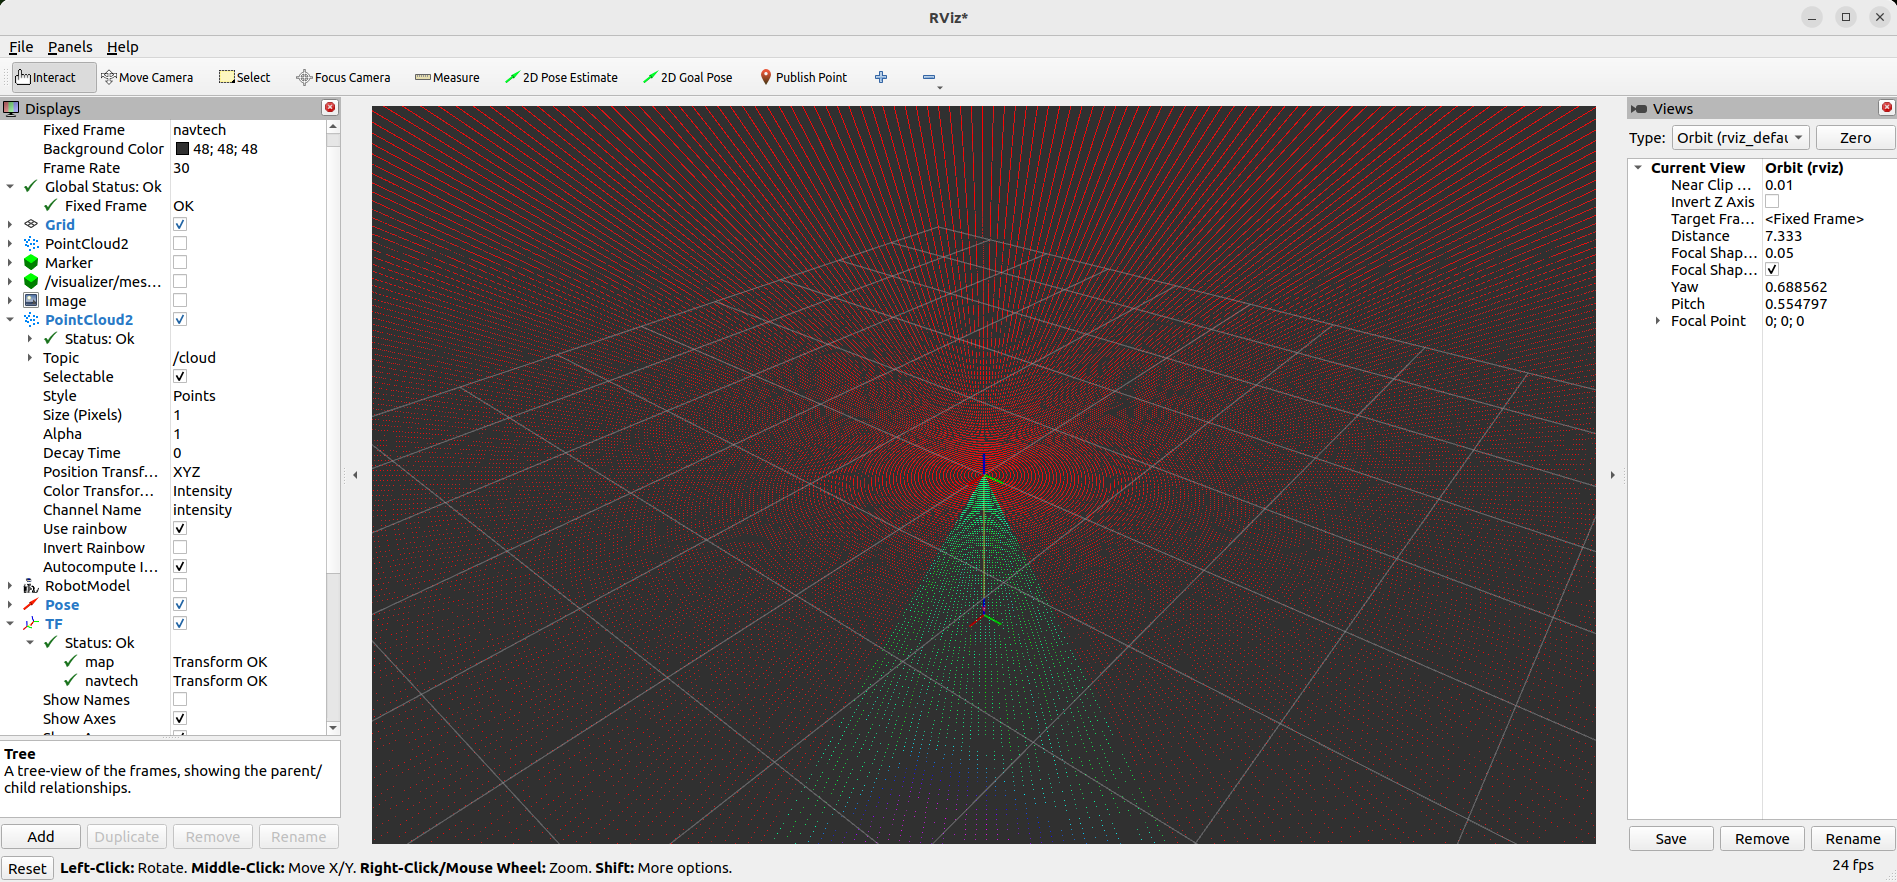 RViz*
File Panels Help
Interact Move Camera Select Focus Camera Measure 2D Pose Estimate 2D Goal Pose Publish Point
Displays
Fixed Frame navtech
Background Color 48; 48; 48
Frame Rate 30
Global Status: Ok
Fixed Frame OK
Grid
PointCloud2
Marker
/visualizer/mes...
Image
PointCloud2
Status: Ok
Topic /cloud
Selectable
Style Points
Size (Pixels) 1
Alpha 1
Decay Time 0
Position Transf... XYZ
Color Transfor... Intensity
Channel Name intensity
Use rainbow
Invert Rainbow
Autocompute I...
RobotModel
Pose
TF
Status: Ok
map Transform OK
navtech Transform OK
Show Names
Show Axes
Tree
A tree-view of the frames, showing the parent/
child relationships.
Add Duplicate Remove Rename
Reset Left-Click: Rotate. Middle-Click: Move X/Y. Right-Click/Mouse Wheel: Zoom. Shift: More options.
Views
Type: Orbit (rviz_defau Zero
Current View Orbit (rviz)
Near Clip ... 0.01
Invert Z Axis
Target Fra... <Fixed Frame>
Distance 7.333
Focal Shap... 0.05
Focal Shap...
Yaw 0.688562
Pitch 0.554797
Focal Point 0; 0; 0
Save Remove Rename
24 fps